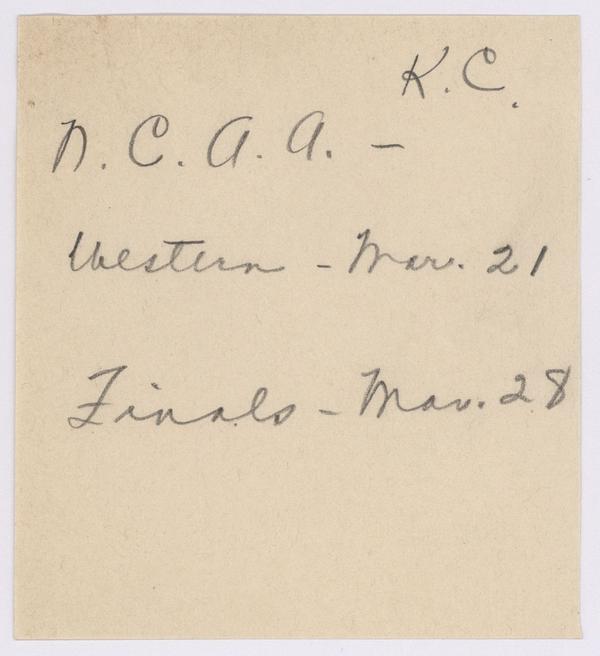 K.C.
N.C.A.A. -
Western - Mar. 21
Finals - Mar. 28